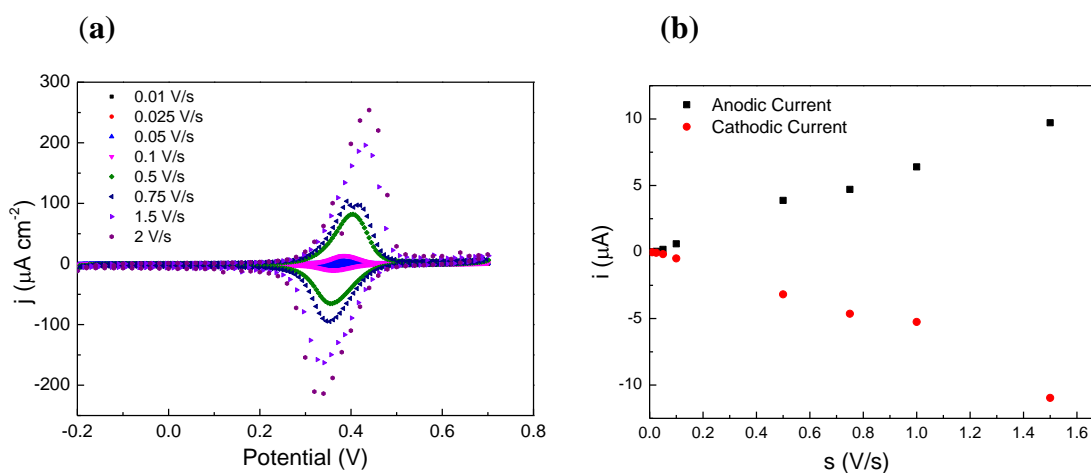 (a)
300
200
100
0
-100
-200
-0.2 0.0 0.2 0.4 0.6 0.8
j (μA cm-2)
Potential (V)
0.01 V/s
0.025 V/s
0.05 V/s
0.1 V/s
0.5 V/s
0.75 V/s
1.5 V/s
2 V/s
(b)
10
5
0
-5
-10
0.0 0.2 0.4 0.6 0.8 1.0 1.2 1.4 1.6
i (μA)
s (V/s)
Anodic Current
Cathodic Current